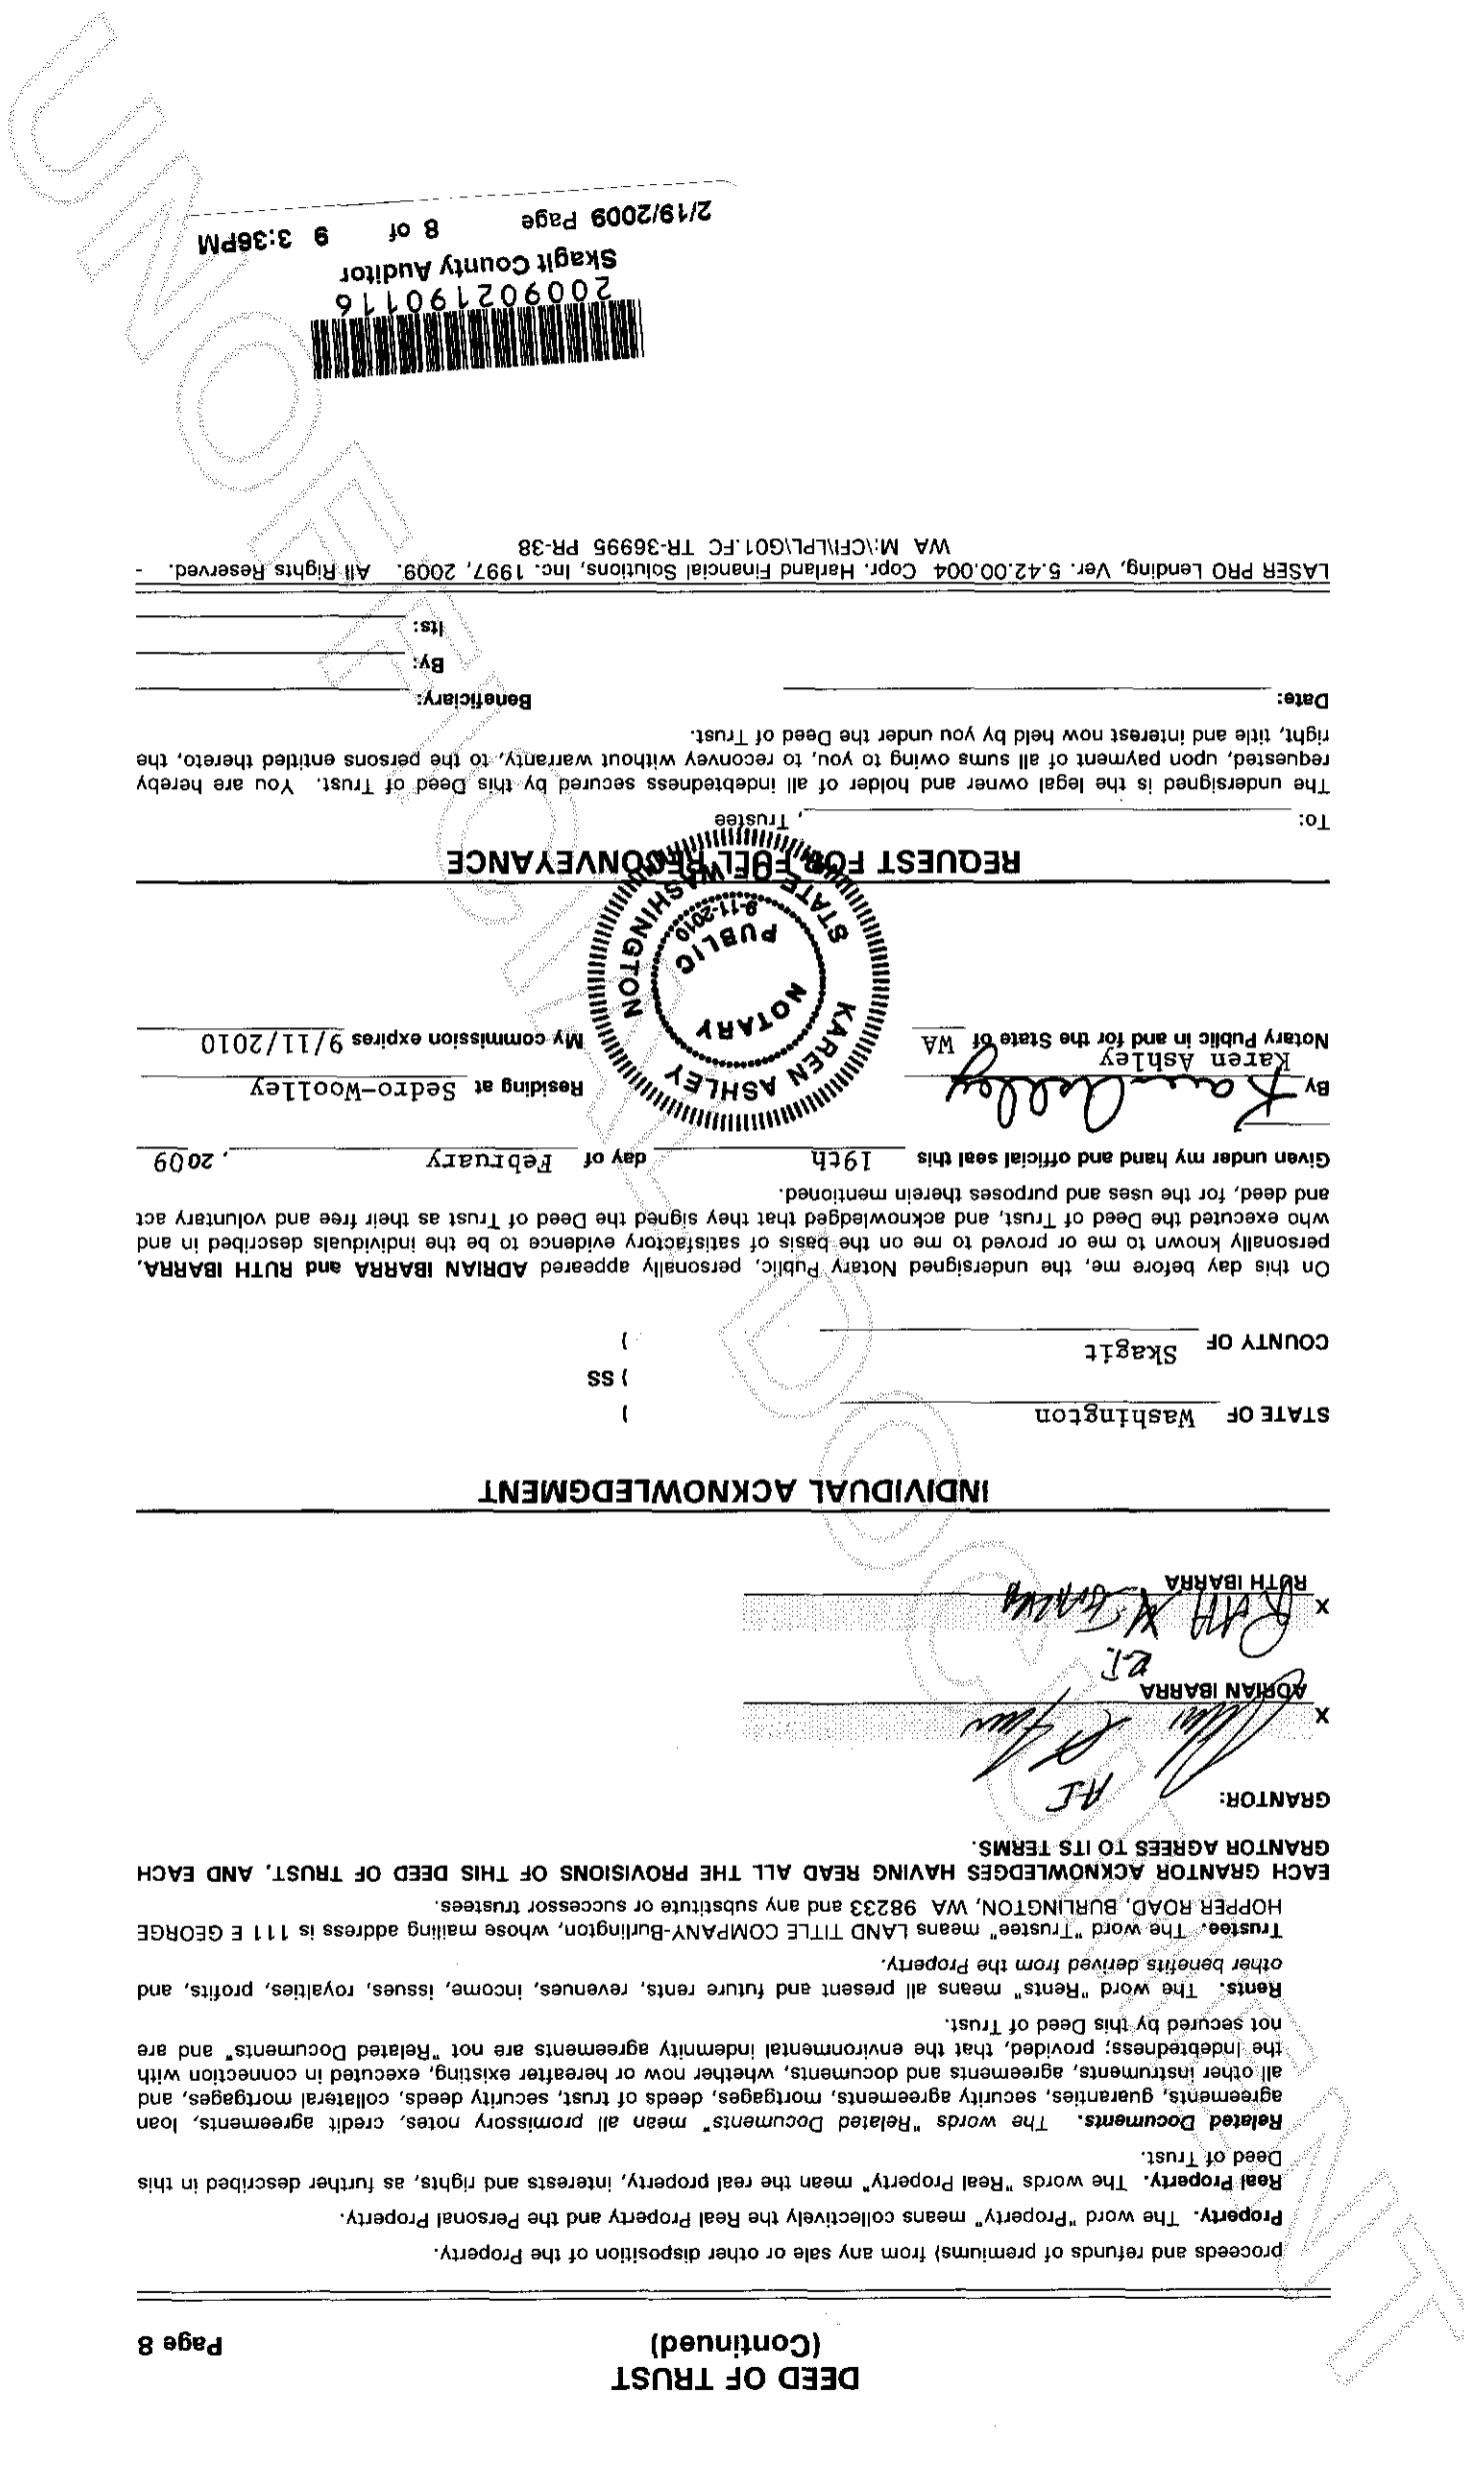 DEED OF TRUST
(Continued)
Page 8
proceeds and refunds of premiums) from any sale or other disposition of the Property.
Property. The word "Property" means collectively the Real Property and the Personal Property.
Real Property. The words "Real Property" mean the real property, interests and rights, as further described in this
Deed of Trust.
Related Documents. The words "Related Documents" mean all promissory notes, credit agreements, loan
agreements, guaranties, security agreements, mortgages, deeds of trust, security deeds, collateral mortgages, and
all other instruments, agreements and documents, whether now or hereafter existing, executed in connection with
the Indebtedness; provided, that the environmental indemnity agreements are not "Related Documents" and are
not secured by this Deed of Trust.
Rents. The word "Rents" means all present and future rents, revenues, income, issues, royalties, profits, and
other benefits derived from the Property.
Trustee. The word "Trustee" means LAND TITLE COMPANY-Burlington, whose mailing address is 111 E GEORGE
HOPPER ROAD, BURLINGTON, WA 98233 and any substitute or successor trustees.
EACH GRANTOR ACKNOWLEDGES HAVING READ ALL THE PROVISIONS OF THIS DEED OF TRUST, AND EACH
GRANTOR AGREES TO ITS TERMS.
GRANTOR:
AI
X
ADRIAN IBARRA
R.I.
X
RUTH IBARRA
INDIVIDUAL ACKNOWLEDGMENT
STATE OF Washington )
) SS
COUNTY OF Skagit )
On this day before me, the undersigned Notary Public, personally appeared ADRIAN IBARRA and RUTH IBARRA,
personally known to me or proved to me on the basis of satisfactory evidence to be the individuals described in and
who executed the Deed of Trust, and acknowledged that they signed the Deed of Trust as their free and voluntary act
and deed, for the uses and purposes therein mentioned.
Given under my hand and official seal this 19th day of February, 2009
By Karen Ashley Residing at Sedro-Woolley
Karen Ashley
Notary Public in and for the State of WA My commission expires 9/11/2010
KAREN ASHLEY
NOTARY
PUBLIC
9-11-2010
STATE OF WASHINGTON
REQUEST FOR FULL RECONVEYANCE
To: , Trustee
The undersigned is the legal owner and holder of all indebtedness secured by this Deed of Trust. You are hereby
requested, upon payment of all sums owing to you, to reconvey without warranty, to the persons entitled thereto, the
right, title and interest now held by you under the Deed of Trust.
Date: Beneficiary:
By:
Its:
LASER PRO Lending, Ver. 5.42.00.004 Copr. Harland Financial Solutions, Inc. 1997, 2009. All Rights Reserved. -
WA M:\CFI\LPL\G01.FC TR-36995 PR-38
200902190116
Skagit County Auditor
2/19/2009 Page 8 of 9 3:36PM
UNOFFICIAL DOCUMENT